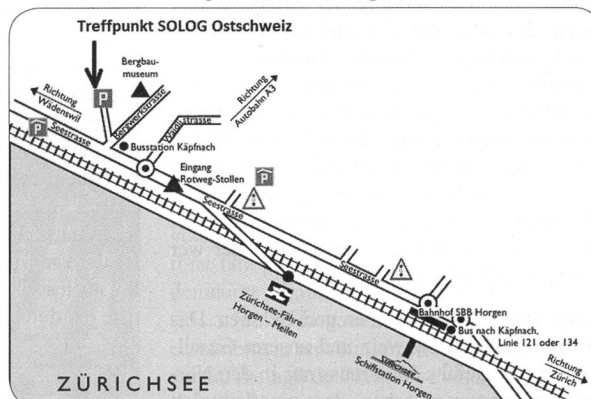 Treffpunkt SOLOG Ostschweiz
Bergbau-
museum
P
Richtung
Wädenswil
Richtung
Autobahn A3
Bergwerkstrasse
Waidlistrasse
P
Seestrasse
Busstation Käpfnach
Eingang
Rotweg-Stollen
P
Seestrasse
Seestrasse
Zürichsee-Fähre
Horgen – Meilen
Bahnhof SBB Horgen
Bus nach Käpfnach,
Linie 121 oder 134
ZÜRICHSEE
Schiffstation Horgen
Richtung
Zürich
ZÜRICHSEE